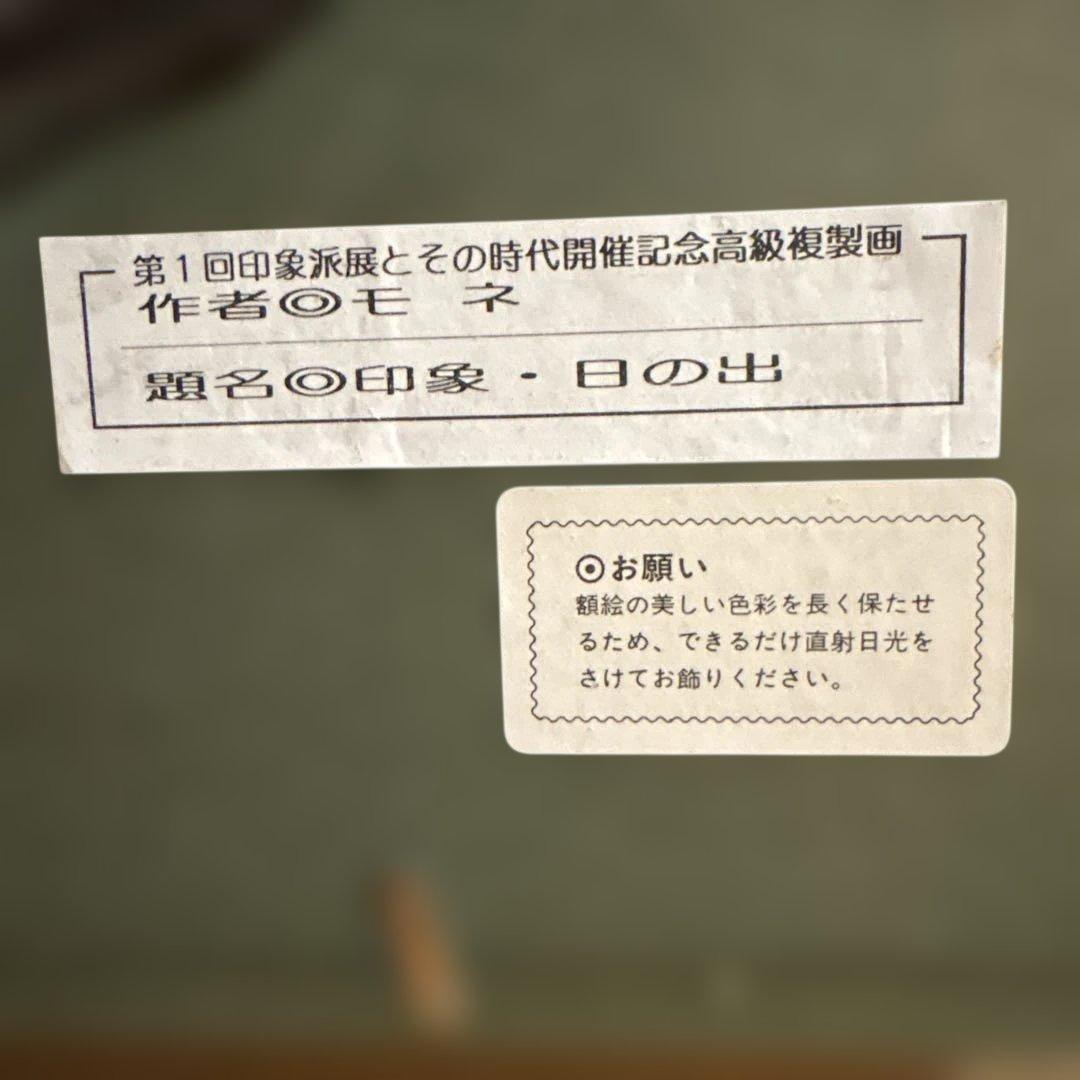 第1回印象派展とその時代開催記念高級複製画
作者◎モ ネ
題名◎印象・日の出
⦿お願い
額絵の美しい色彩を長く保たせ
るため、できるだけ直射日光を
さけてお飾りください。